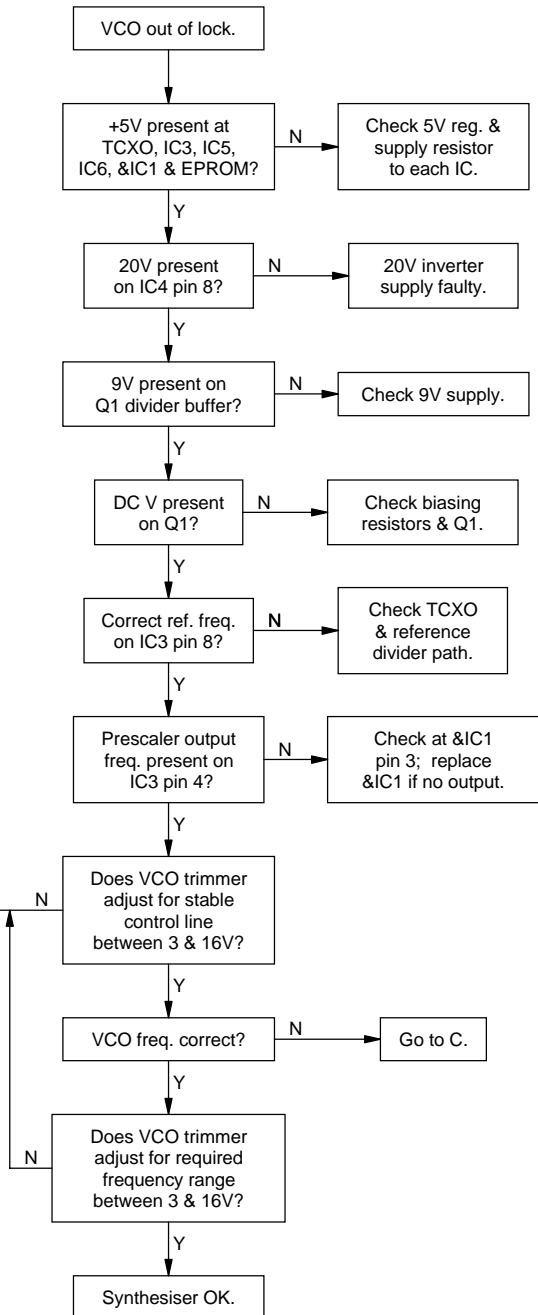 VCO out of lock.
+5V present at
TCXO, IC3, IC5,
IC6, &IC1 & EPROM?
N
Check 5V reg. &
supply resistor
to each IC.
Y
20V present
on IC4 pin 8?
N
20V inverter
supply faulty.
Y
9V present on
Q1 divider buffer?
N
Check 9V supply.
Y
DC V present
on Q1?
N
Check biasing
resistors & Q1.
Y
Correct ref. freq.
on IC3 pin 8?
N
Check TCXO
& reference
divider path.
Y
Prescaler output
freq. present on
IC3 pin 4?
N
Check at &IC1
pin 3; replace
&IC1 if no output.
Y
N
Does VCO trimmer
adjust for stable
control line
between 3 & 16V?
Y
VCO freq. correct?
N
Go to C.
Y
N
Does VCO trimmer
adjust for required
frequency range
between 3 & 16V?
Y
Synthesiser OK.